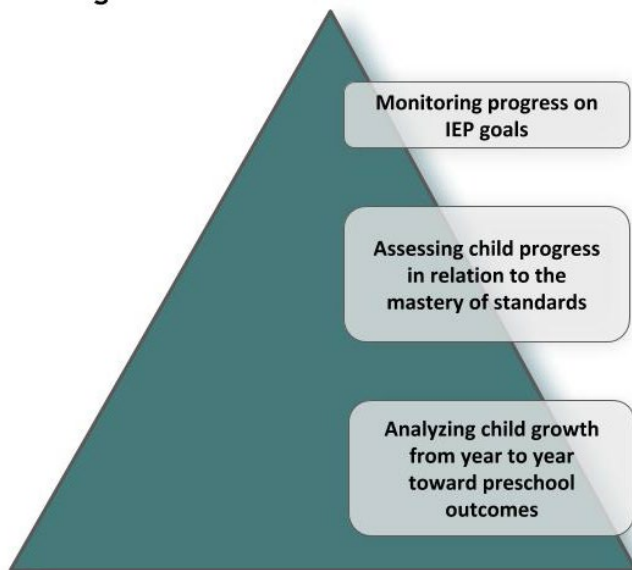 Monitoring progress on
IEP goals
Assessing child progress
in relation to the
mastery of standards
Analyzing child growth
from year to year
toward preschool
outcomes